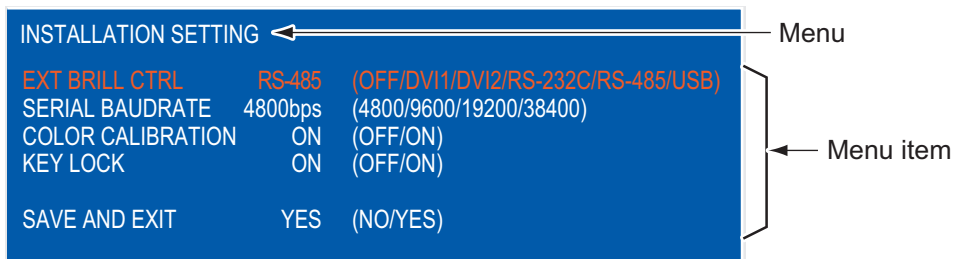 INSTALLATION SETTING
Menu
EXT BRILL CTRL RS-485 (OFF/DVI1/DVI2/RS-232C/RS-485/USB)
SERIAL BAUDRATE 4800bps (4800/9600/19200/38400)
COLOR CALIBRATION ON (OFF/ON)
KEY LOCK ON (OFF/ON)
Menu item
SAVE AND EXIT YES (NO/YES)